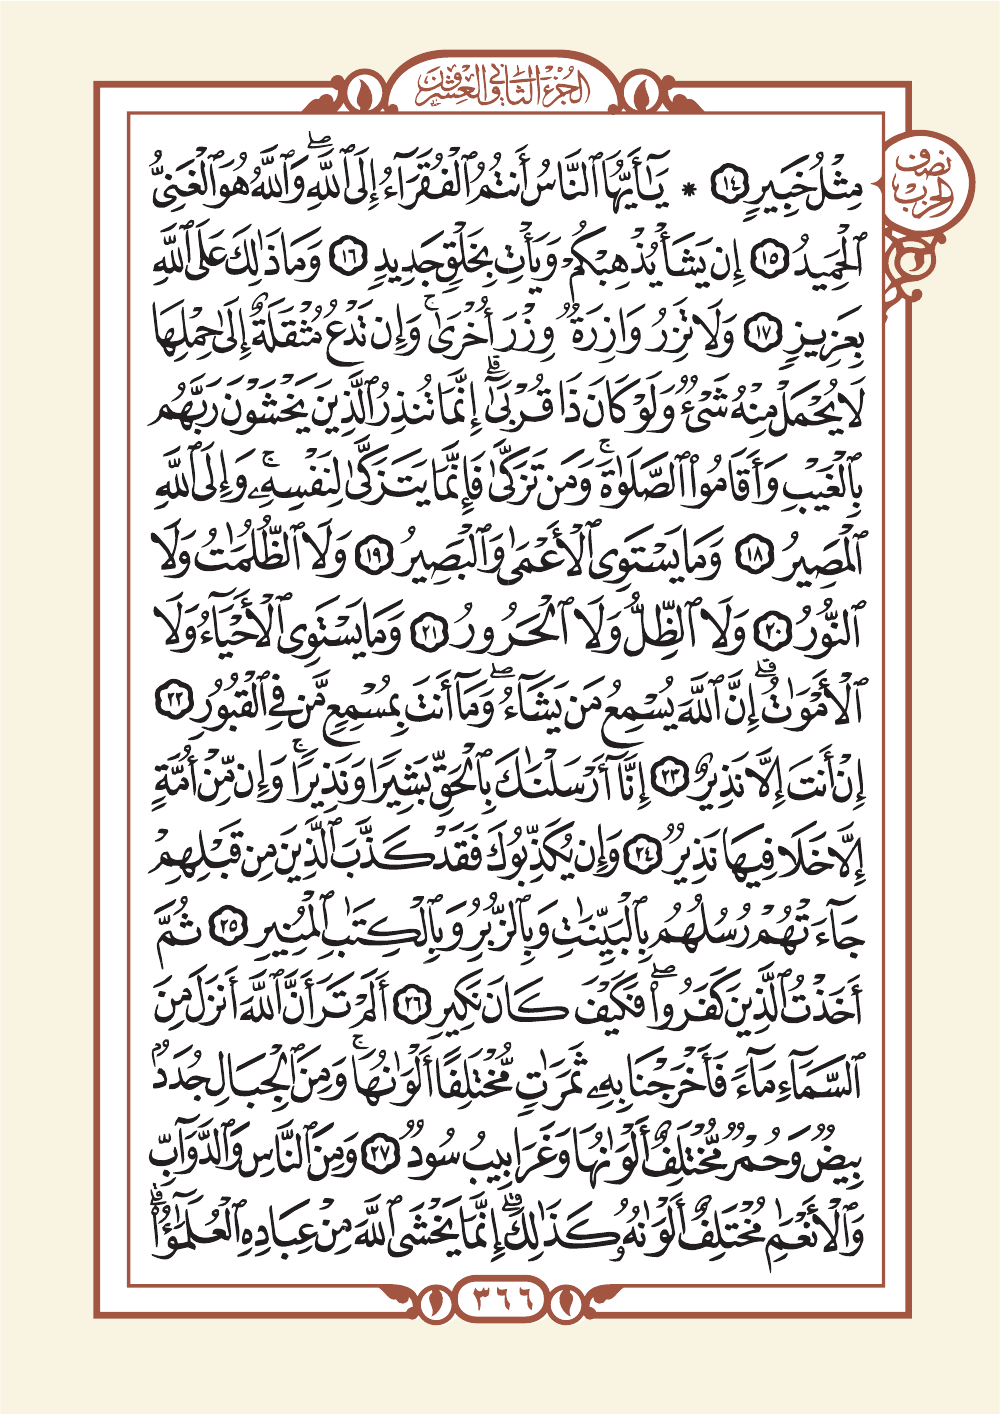 الجزء الثاني والعشرون
نصف
الحزب
مِثْلُ خَبِيرٍ ١٤ * يَٰٓأَيُّهَا ٱلنَّاسُ أَنتُمُ ٱلْفُقَرَآءُ إِلَى ٱللَّهِۖ وَٱللَّهُ هُوَ ٱلْغَنِىُّ
ٱلْحَمِيدُ ١٥ إِن يَشَأْ يُذْهِبْكُمْ وَيَأْتِ بِخَلْقٍ جَدِيدٍ ١٦ وَمَا ذَٰلِكَ عَلَى ٱللَّهِ
بِعَزِيزٍ ١٧ وَلَا تَزِرُ وَازِرَةٌ وِزْرَ أُخْرَىٰۚ وَإِن تَدْعُ مُثْقَلَةٌ إِلَىٰ حِمْلِهَا
لَا يُحْمَلْ مِنْهُ شَىْءٌ وَلَوْ كَانَ ذَا قُرْبَىٰٓۗ إِنَّمَا تُنذِرُ ٱلَّذِينَ يَخْشَوْنَ رَبَّهُم
بِٱلْغَيْبِ وَأَقَامُوا۟ ٱلصَّلَوٰةَۚ وَمَن تَزَكَّىٰ فَإِنَّمَا يَتَزَكَّىٰ لِنَفْسِهِۦۚ وَإِلَى ٱللَّهِ
ٱلْمَصِيرُ ١٨ وَمَا يَسْتَوِى ٱلْأَعْمَىٰ وَٱلْبَصِيرُ ١٩ وَلَا ٱلظُّلُمَٰتُ وَلَا
ٱلنُّورُ ٢٠ وَلَا ٱلظِّلُّ وَلَا ٱلْحَرُورُ ٢١ وَمَا يَسْتَوِى ٱلْأَحْيَآءُ وَلَا
ٱلْأَمْوَٰتُۚ إِنَّ ٱللَّهَ يُسْمِعُ مَن يَشَآءُۖ وَمَآ أَنتَ بِمُسْمِعٍ مَّن فِى ٱلْقُبُورِ ٢٢
إِنْ أَنتَ إِلَّا نَذِيرٌ ٢٣ إِنَّآ أَرْسَلْنَٰكَ بِٱلْحَقِّ بَشِيرًا وَنَذِيرًاۚ وَإِن مِّنْ أُمَّةٍ
إِلَّا خَلَا فِيهَا نَذِيرٌ ٢٤ وَإِن يُكَذِّبُوكَ فَقَدْ كَذَّبَ ٱلَّذِينَ مِن قَبْلِهِمْ
جَآءَتْهُمْ رُسُلُهُم بِٱلْبَيِّنَٰتِ وَبِٱلزُّبُرِ وَبِٱلْكِتَٰبِ ٱلْمُنِيرِ ٢٥ ثُمَّ
أَخَذْتُ ٱلَّذِينَ كَفَرُوا۟ۖ فَكَيْفَ كَانَ نَكِيرِ ٢٦ أَلَمْ تَرَ أَنَّ ٱللَّهَ أَنزَلَ مِنَ
ٱلسَّمَآءِ مَآءً فَأَخْرَجْنَا بِهِۦ ثَمَرَٰتٍ مُّخْتَلِفًا أَلْوَٰنُهَاۚ وَمِنَ ٱلْجِبَالِ جُدَدٌۢ
بِيضٌ وَحُمْرٌ مُّخْتَلِفٌ أَلْوَٰنُهَا وَغَرَابِيبُ سُودٌ ٢٧ وَمِنَ ٱلنَّاسِ وَٱلدَّوَآبِّ
وَٱلْأَنْعَٰمِ مُخْتَلِفٌ أَلْوَٰنُهُۥ كَذَٰلِكَۗ إِنَّمَا يَخْشَى ٱللَّهَ مِنْ عِبَادِهِ ٱلْعُلَمَٰٓؤُا۟ۗ
٣٦٦